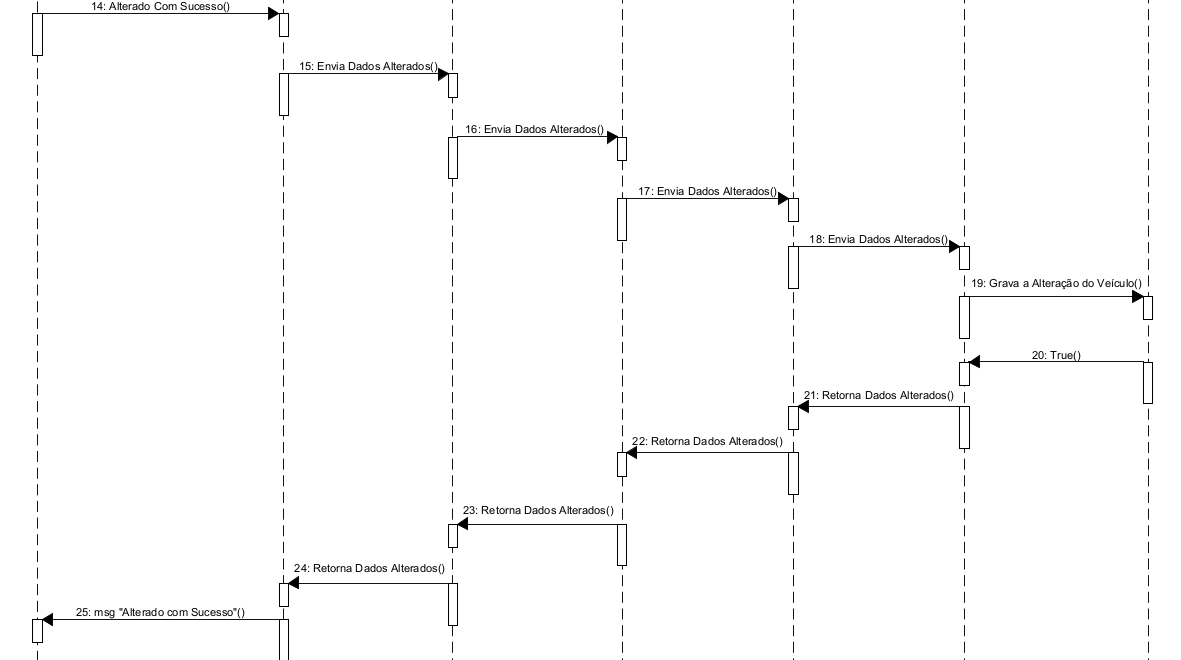 14: Alterado Com Sucesso()
15: Envia Dados Alterados()
16: Envia Dados Alterados()
17: Envia Dados Alterados()
18: Envia Dados Alterados()
19: Grava a Alteração do Veículo()
20: True()
21: Retorna Dados Alterados()
22: Retorna Dados Alterados()
23: Retorna Dados Alterados()
24: Retorna Dados Alterados()
25: msg "Alterado com Sucesso"()